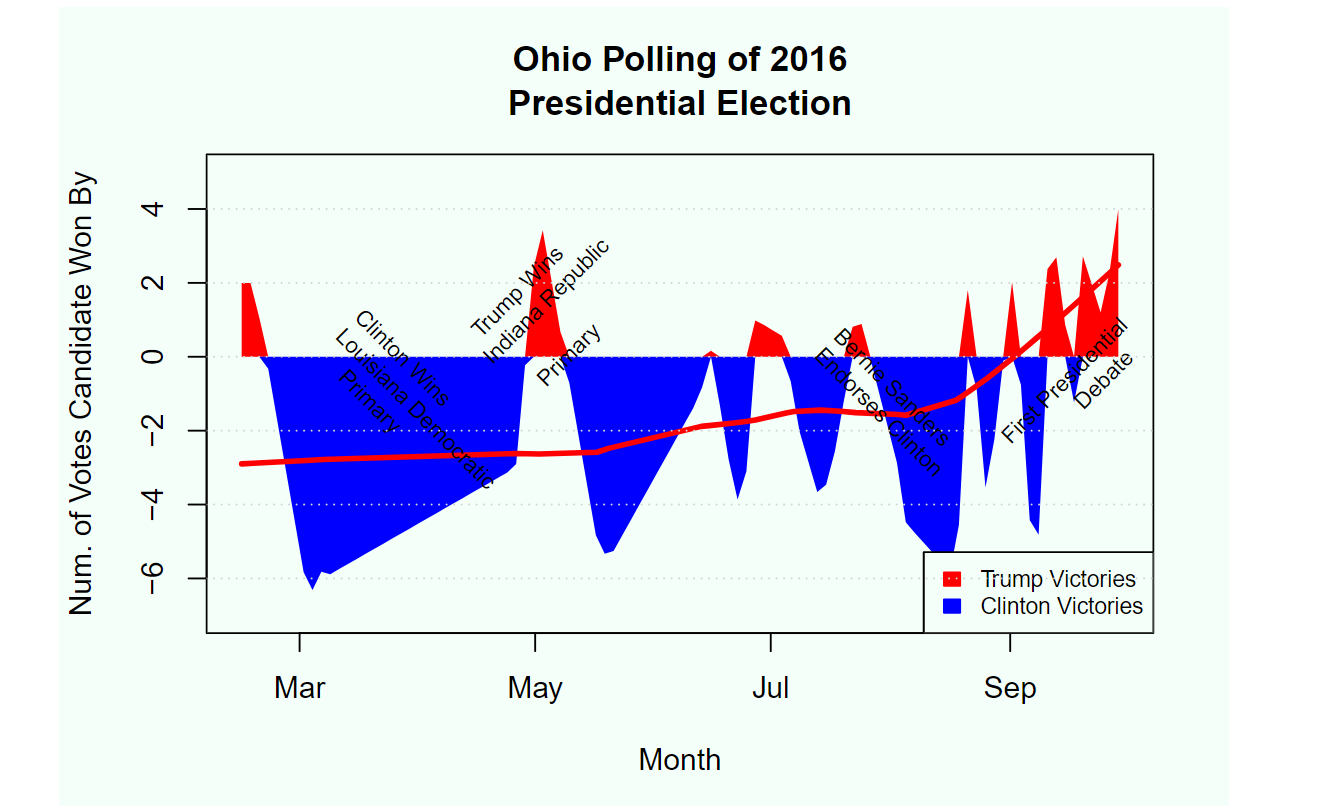 Ohio Polling of 2016
Presidential Election
Num. of Votes Candidate Won By
4
2
0
−2
−4
−6
Clinton Wins
Louisiana Democratic
Primary
Trump Wins
Indiana Republic
Primary
Bernie Sanders
Endorses Clinton
First Presidential
Debate
Trump Victories
Clinton Victories
Mar
May
Jul
Sep
Month